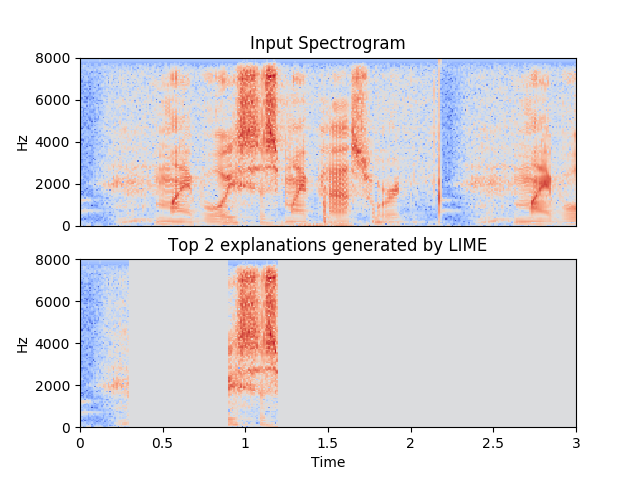 Input Spectrogram
8000
6000
4000
2000
0
Hz
Top 2 explanations generated by LIME
8000
6000
4000
2000
0
Hz
0 0.5 1 1.5 2 2.5 3
Time